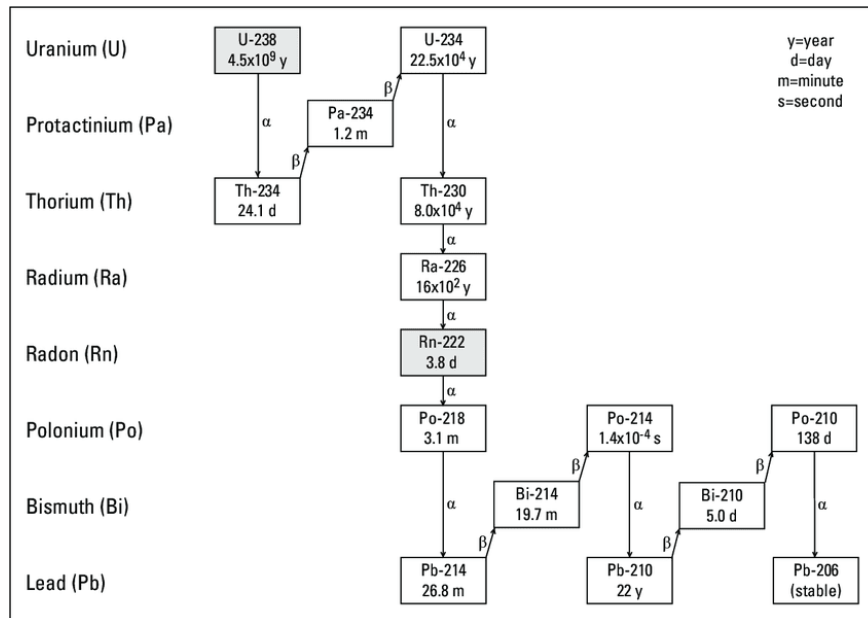 Uranium (U)
U-238
4.5x10⁹ y
U-234
22.5x10⁴ y
y=year
d=day
m=minute
s=second
β
Protactinium (Pa)
α
Pa-234
1.2 m
α
β
Thorium (Th)
Th-234
24.1 d
Th-230
8.0x10⁴ y
α
Radium (Ra)
Ra-226
16x10² y
α
Radon (Rn)
Rn-222
3.8 d
α
Polonium (Po)
Po-218
3.1 m
Po-214
1.4x10⁻⁴ s
Po-210
138 d
β
β
Bismuth (Bi)
α
Bi-214
19.7 m
α
Bi-210
5.0 d
α
β
β
Lead (Pb)
Pb-214
26.8 m
Pb-210
22 y
Pb-206
(stable)